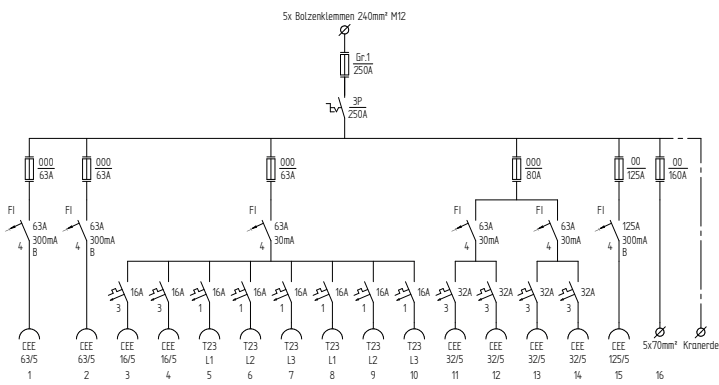 5x Bolzenklemmen 240mm² M12
Gr.1
250A
3P
250A
000 000 000 000 00 00
63A 63A 63A 80A 125A 160A
FI FI FI FI FI FI
63A 63A 63A 63A 63A 125A
300mA 300mA 30mA 30mA 30mA 300mA
4 4 4 4 4 4
B B B
16A 16A 16A 16A 16A 16A 16A 16A 32A 32A 32A 32A
3 3 1 1 1 1 1 1 3 3 3 3
CEE CEE CEE CEE T23 T23 T23 T23 T23 T23 CEE CEE CEE CEE CEE 5x70mm² Kranerde
63/5 63/5 16/5 16/5 L1 L2 L3 L1 L2 L3 32/5 32/5 32/5 32/5 125/5
1 2 3 4 5 6 7 8 9 10 11 12 13 14 15 16